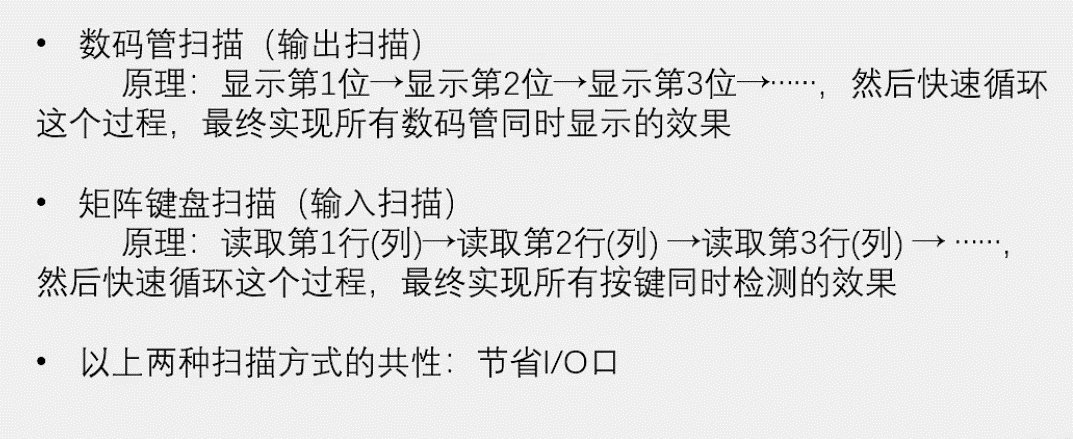 • 数码管扫描（输出扫描）
原理：显示第1位→显示第2位→显示第3位→……，然后快速循环
这个过程，最终实现所有数码管同时显示的效果
• 矩阵键盘扫描（输入扫描）
原理：读取第1行(列)→读取第2行(列) →读取第3行(列) → ……，
然后快速循环这个过程，最终实现所有按键同时检测的效果
• 以上两种扫描方式的共性：节省I/O口